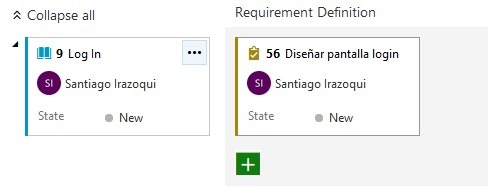 Collapse all
Requirement Definition
9 Log In
SI Santiago Irazoqui
State New
56 Diseñar pantalla login
SI Santiago Irazoqui
State New